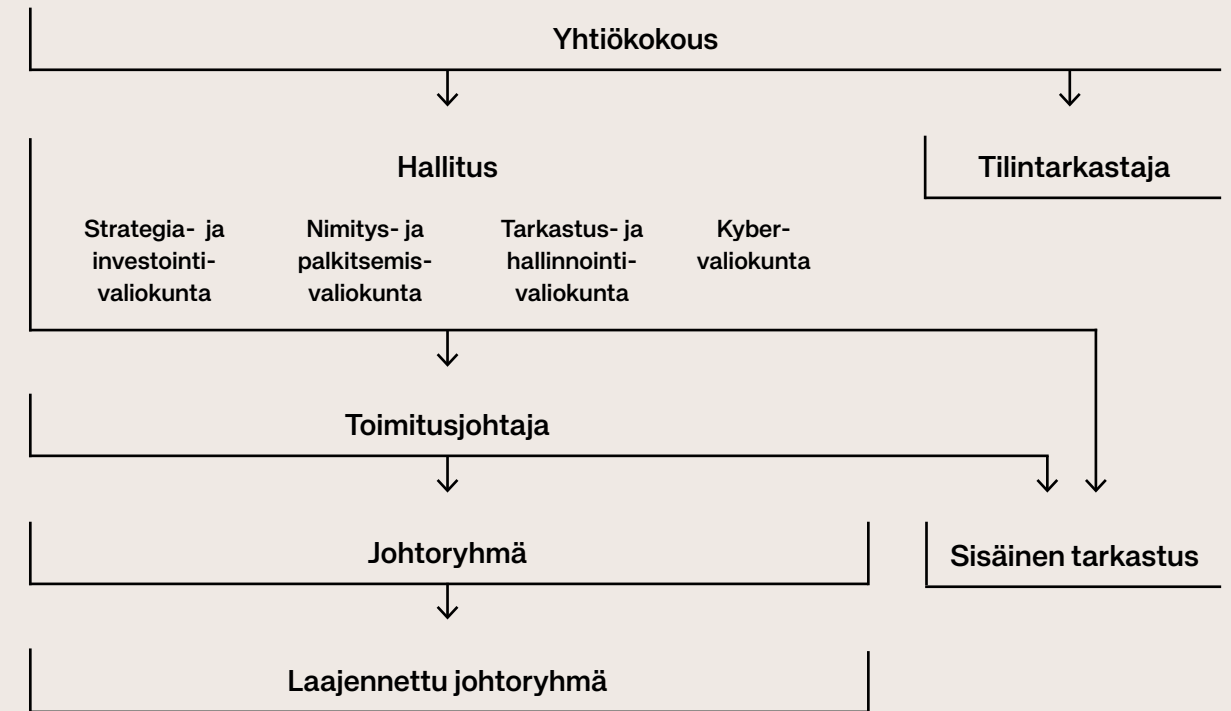 Yhtiökokous
Hallitus
Tilintarkastaja
Strategia- ja
investointi-
valiokunta
Nimitys- ja
palkitsemis-
valiokunta
Tarkastus- ja
hallinnointi-
valiokunta
Kyber-
valiokunta
Toimitusjohtaja
Johtoryhmä
Sisäinen tarkastus
Laajennettu johtoryhmä